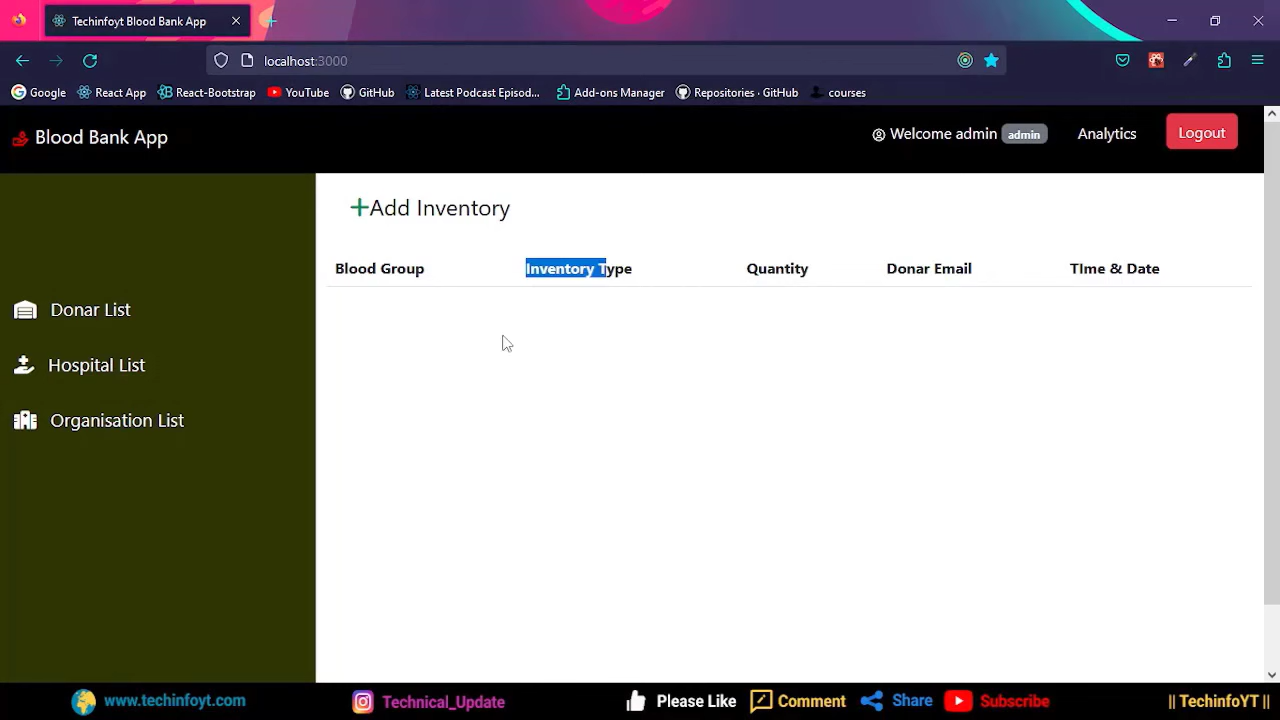 Techinfoyt Blood Bank App
localhost:3000
Google React App React-Bootstrap YouTube GitHub Latest Podcast Episod... Add-ons Manager Repositories · GitHub courses
Blood Bank App
Welcome admin admin Analytics Logout
Add Inventory
Blood Group Inventory Type Quantity Donar Email TIme & Date
Donar List
Hospital List
Organisation List
www.techinfoyt.com Technical_Update Please Like Comment Share Subscribe || TechinfoYT ||